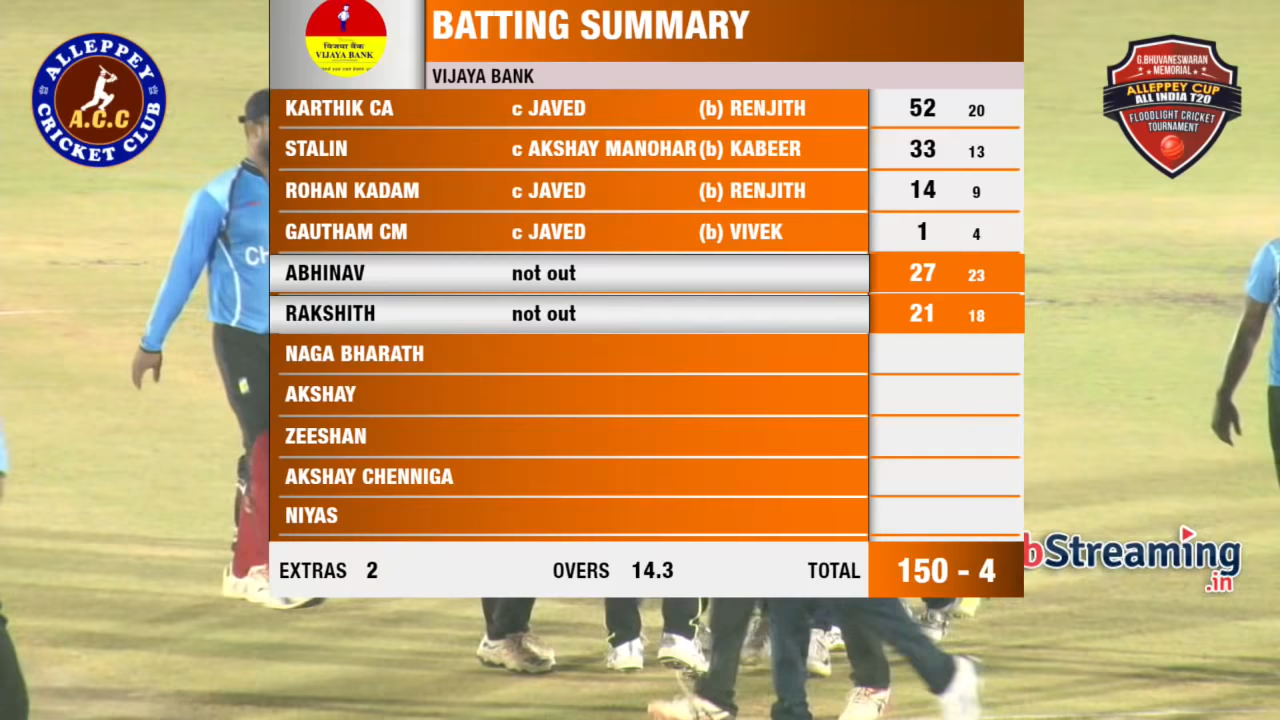 BATTING SUMMARY
विजया बैंक
VIJAYA BANK
VIJAYA BANK
ALLEPPEY
A.C.C
CRICKET CLUB
G.BHUVANESWARAN
MEMORIAL
ALLEPPEY CUP
ALL INDIA T20
FLOODLIGHT CRICKET
TOURNAMENT
KARTHIK CA c JAVED (b) RENJITH 52 20
STALIN c AKSHAY MANOHAR (b) KABEER 33 13
ROHAN KADAM c JAVED (b) RENJITH 14 9
GAUTHAM CM c JAVED (b) VIVEK 1 4
ABHINAV not out 27 23
RAKSHITH not out 21 18
NAGA BHARATH
AKSHAY
ZEESHAN
AKSHAY CHENNIGA
NIYAS
EXTRAS 2 OVERS 14.3 TOTAL 150 - 4
bStreaming
.in
CH